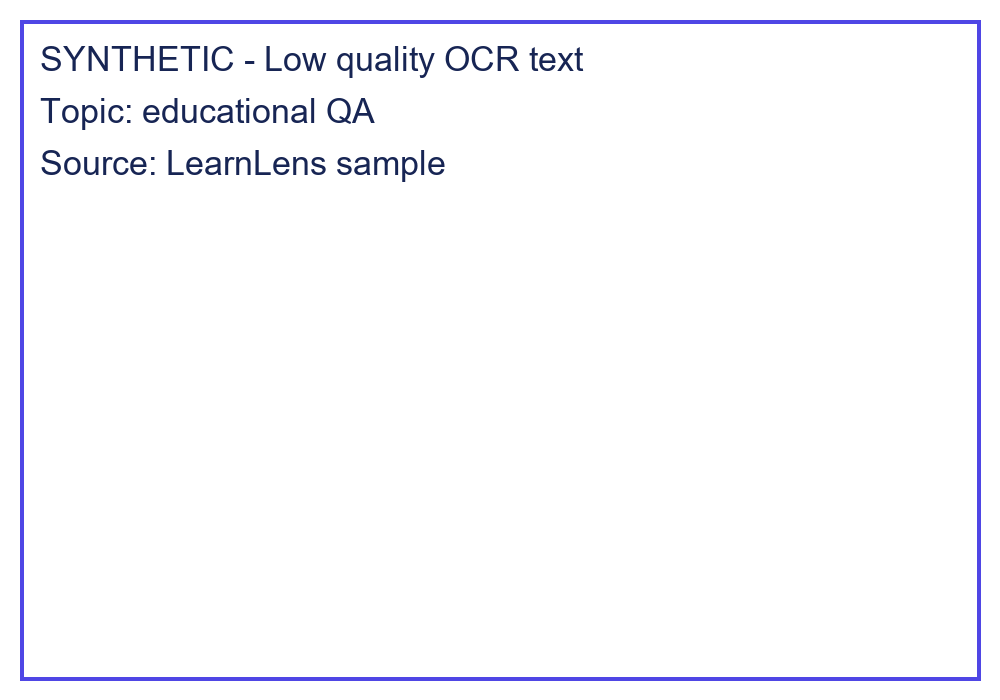 SYNTHETIC - Low quality OCR text
Topic: educational QA
Source: LearnLens sample